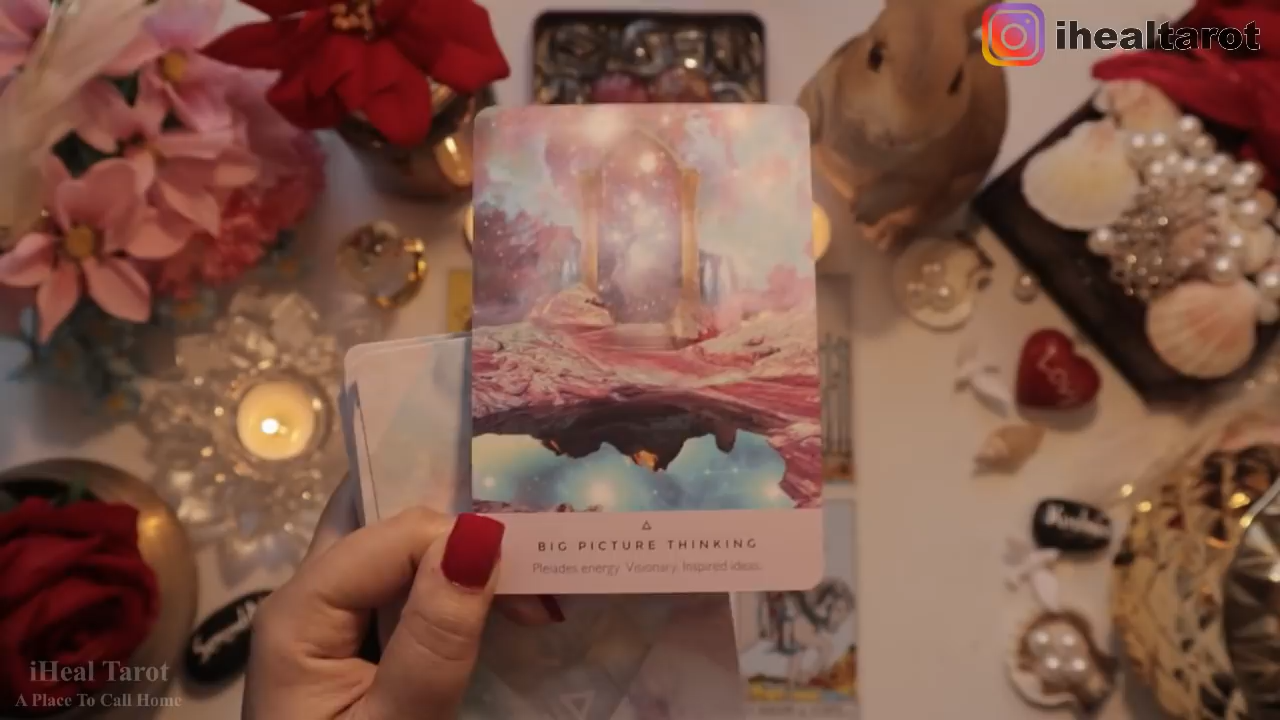 ihealtarot
BIG PICTURE THINKING
Pleiades energy. Visionary. Inspired ideas.
iHeal Tarot
A Place To Call Home